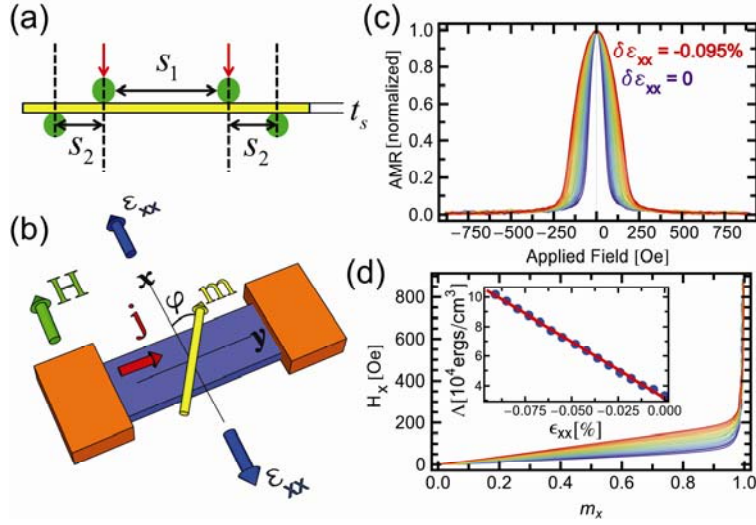 (a)
s₁
s₂
s₂
tₛ
(b)
εxx
H
j
x
φ
m
y
εxx
(c)
AMR [normalized]
1.0
0.8
0.6
0.4
0.2
0.0
δεxx = -0.095%
δεxx = 0
−750 −500 −250 0 250 500 750
Applied Field [Oe]
(d)
Hx [Oe]
800
600
400
200
0
Λ[10⁴ergs/cm³]
10
8
6
4
-0.075 -0.050 -0.025 0.000
ϵxx[%]
0.0 0.2 0.4 0.6 0.8 1.0
mx